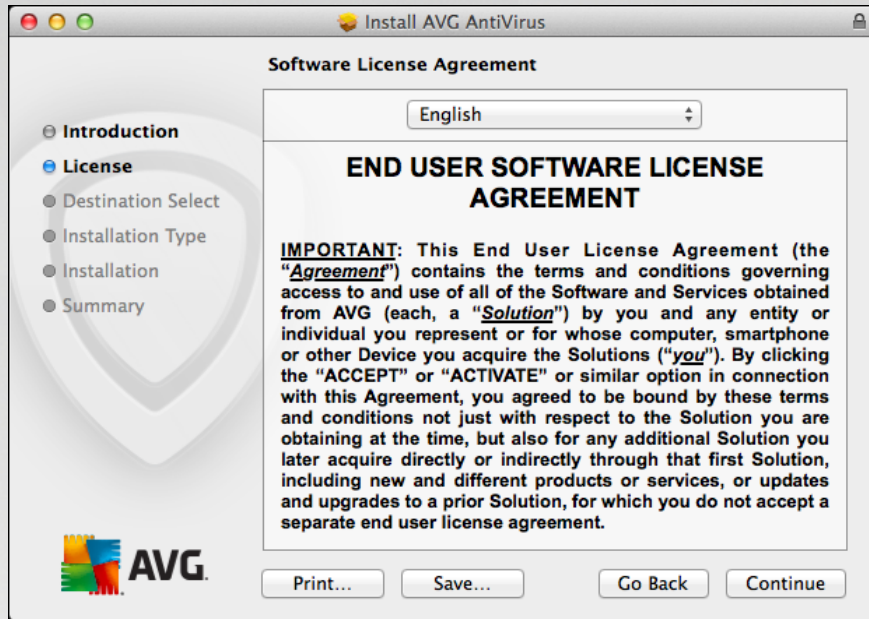 Install AVG AntiVirus
Software License Agreement
Introduction
License
Destination Select
Installation Type
Installation
Summary
English
END USER SOFTWARE LICENSE
AGREEMENT
IMPORTANT: This End User License Agreement (the
“Agreement”) contains the terms and conditions governing
access to and use of all of the Software and Services obtained
from AVG (each, a “Solution”) by you and any entity or
individual you represent or for whose computer, smartphone
or other Device you acquire the Solutions (“you”). By clicking
the “ACCEPT” or “ACTIVATE” or similar option in connection
with this Agreement, you agreed to be bound by these terms
and conditions not just with respect to the Solution you are
obtaining at the time, but also for any additional Solution you
later acquire directly or indirectly through that first Solution,
including new and different products or services, or updates
and upgrades to a prior Solution, for which you do not accept a
separate end user license agreement.
AVG.
Print...
Save...
Go Back
Continue